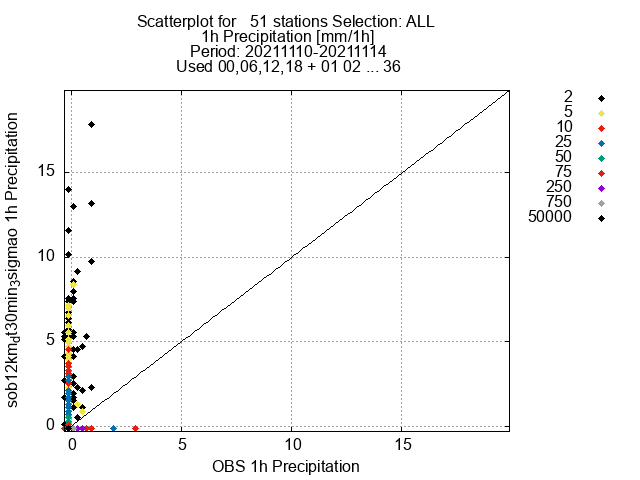 Scatterplot for 51 stations Selection: ALL
1h Precipitation [mm/1h]
Period: 20211110-20211114
Used 00,06,12,18 + 01 02 ... 36
2
5
10
25
50
75
250
750
50000
sob12km_dt30min_3sigmao 1h Precipitation
15
10
5
0
0 5 10 15
OBS 1h Precipitation